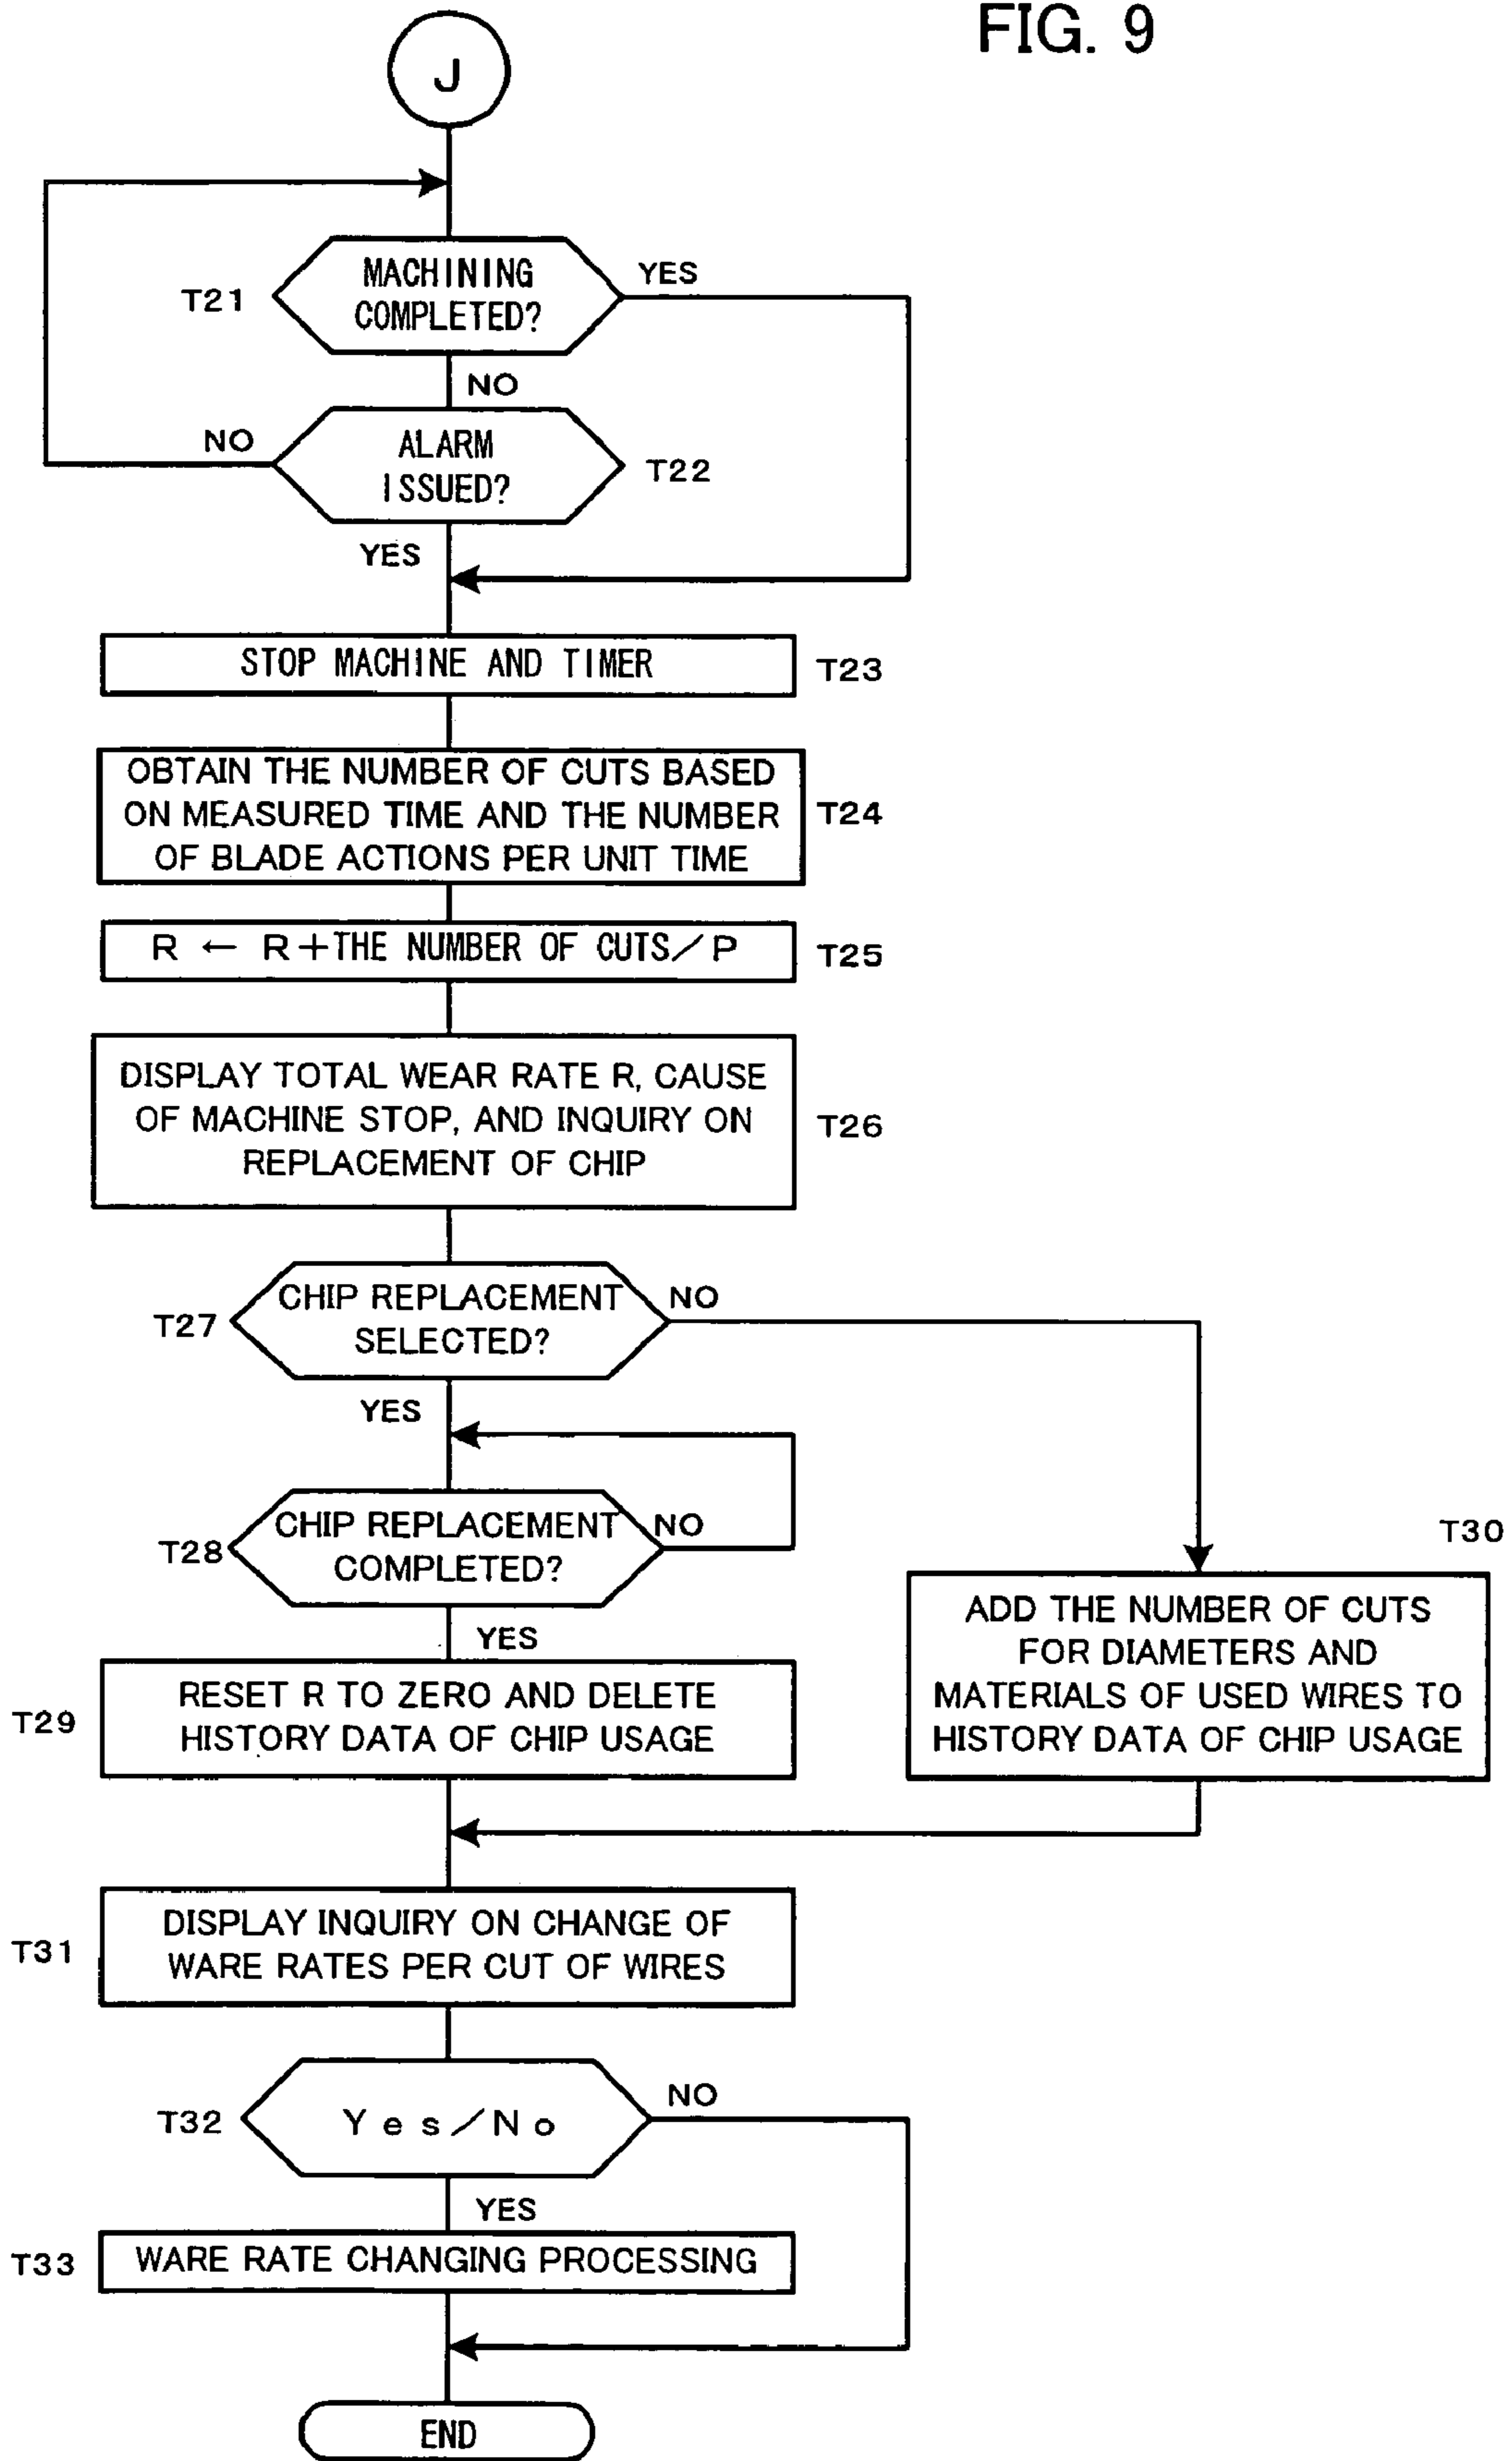 FIG. 9
J
MACHINING
COMPLETED?
T21
YES
NO
ALARM
ISSUED?
T22
NO
YES
STOP MACHINE AND TIMER
T23
OBTAIN THE NUMBER OF CUTS BASED
ON MEASURED TIME AND THE NUMBER
OF BLADE ACTIONS PER UNIT TIME
T24
R ← R+THE NUMBER OF CUTS/P
T25
DISPLAY TOTAL WEAR RATE R, CAUSE
OF MACHINE STOP, AND INQUIRY ON
REPLACEMENT OF CHIP
T26
CHIP REPLACEMENT
SELECTED?
T27
NO
YES
CHIP REPLACEMENT
COMPLETED?
T28
NO
YES
T30
ADD THE NUMBER OF CUTS
FOR DIAMETERS AND
MATERIALS OF USED WIRES TO
HISTORY DATA OF CHIP USAGE
RESET R TO ZERO AND DELETE
HISTORY DATA OF CHIP USAGE
T29
DISPLAY INQUIRY ON CHANGE OF
WARE RATES PER CUT OF WIRES
T31
T32
Yes/No
NO
YES
T33
WARE RATE CHANGING PROCESSING
END